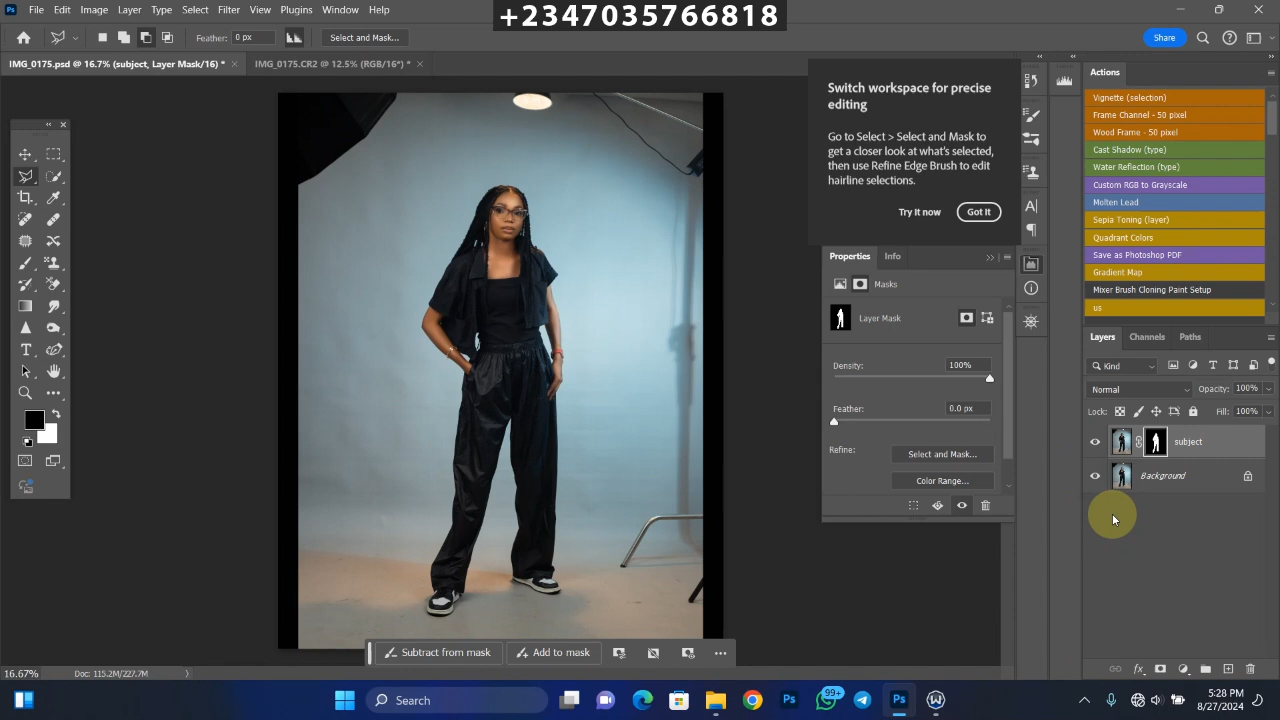 +2347035766818
File Edit Image Layer Type Select Filter View Plugins Window Help
Feather: 0 px
Select and Mask...
Share
IMG_0175.psd @ 16.7% (subject, Layer Mask/16) *
IMG_0175.CR2 @ 12.5% (RGB/16*) *
Switch workspace for precise
editing
Go to Select > Select and Mask to
get a closer look at what's selected,
then use Refine Edge Brush to edit
hairline selections.
Try it now
Got it
Properties
Info
Masks
Layer Mask
Density:
100%
Feather:
0.0 px
Refine:
Select and Mask...
Color Range...
Actions
Vignette (selection)
Frame Channel - 50 pixel
Wood Frame - 50 pixel
Cast Shadow (type)
Water Reflection (type)
Custom RGB to Grayscale
Molten Lead
Sepia Toning (layer)
Quadrant Colors
Save as Photoshop PDF
Gradient Map
Mixer Brush Cloning Paint Setup
us
Layers
Channels
Paths
Kind
Normal
Opacity: 100%
Lock:
Fill: 100%
subject
Background
Subtract from mask
Add to mask
16.67%
Doc: 115.2M/227.7M
Search
99+
5:28 PM
8/27/2024